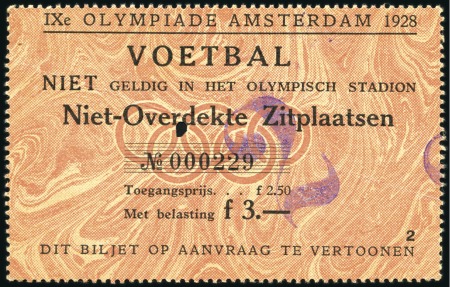 IXe OLYMPIADE AMSTERDAM 1928
VOETBAL
NIET GELDIG IN HET OLYMPISCH STADION
Niet-Overdekte Zitplaatsen
No 000229
Toegangsprijs. . . f 2.50
Met belasting f 3.—
2
DIT BILJET OP AANVRAAG TE VERTOONEN